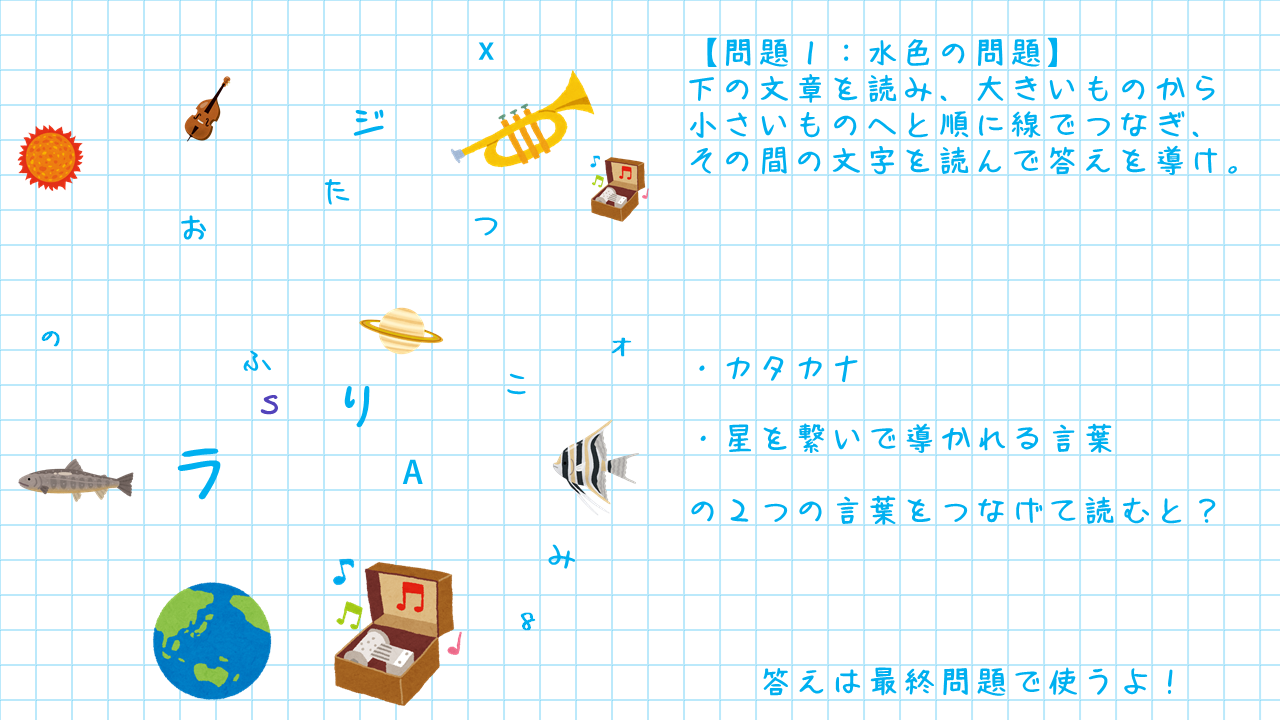 【問題１：水色の問題】
下の文章を読み、大きいものから
小さいものへと順に線でつなぎ、
その間の文字を読んで答えを導け。
・カタカナ
・星を繋いで導かれる言葉
の２つの言葉をつなげて読むと？
答えは最終問題で使うよ！
X
ジ
た
お
つ
の
ふ
オ
こ
S
り
ラ
A
み
8